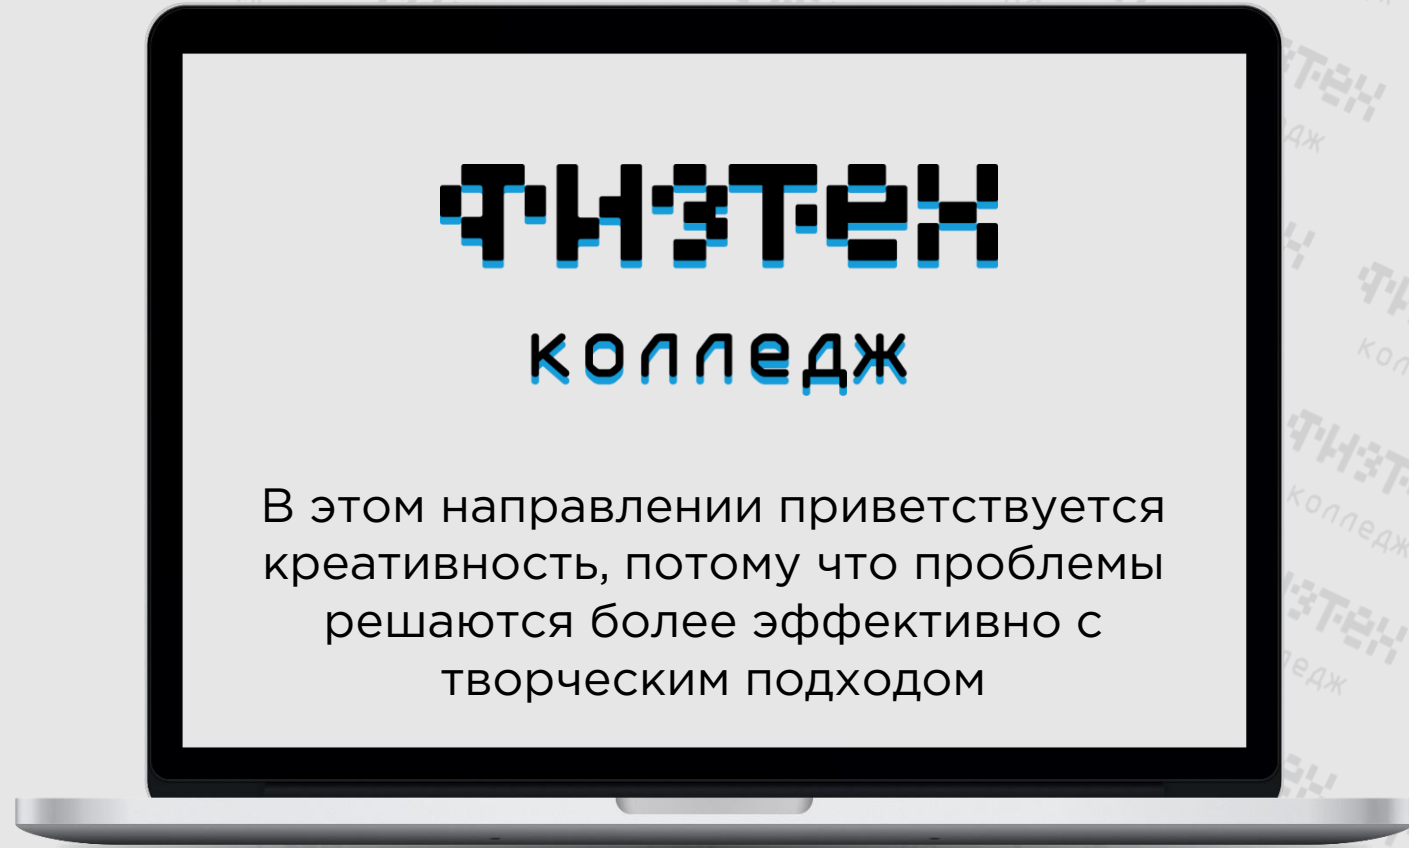 ФИЗТЕХ
колледж
В этом направлении приветствуется
креативность, потому что проблемы
решаются более эффективно с
творческим подходом